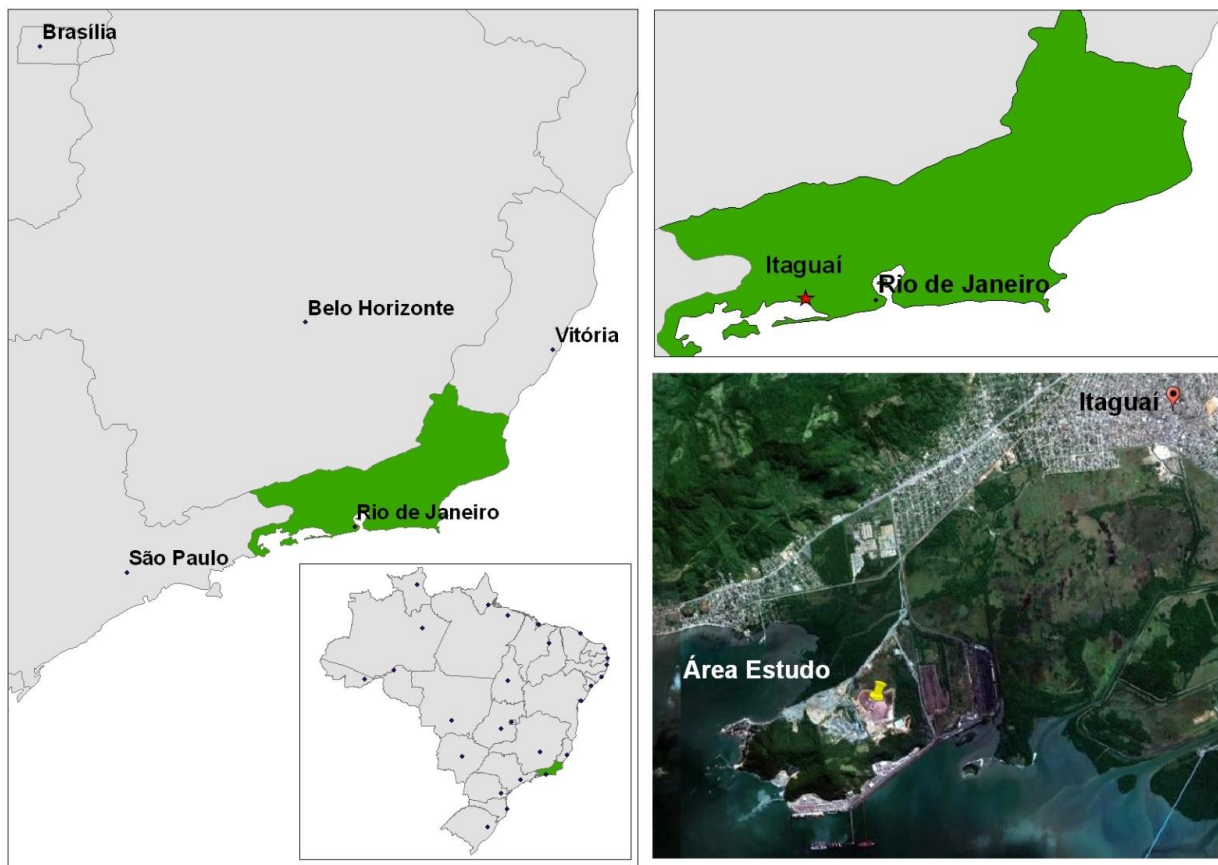 Brasília
Belo Horizonte
Vitória
Rio de Janeiro
São Paulo
Itaguaí
Rio de Janeiro
Itaguaí
Área Estudo